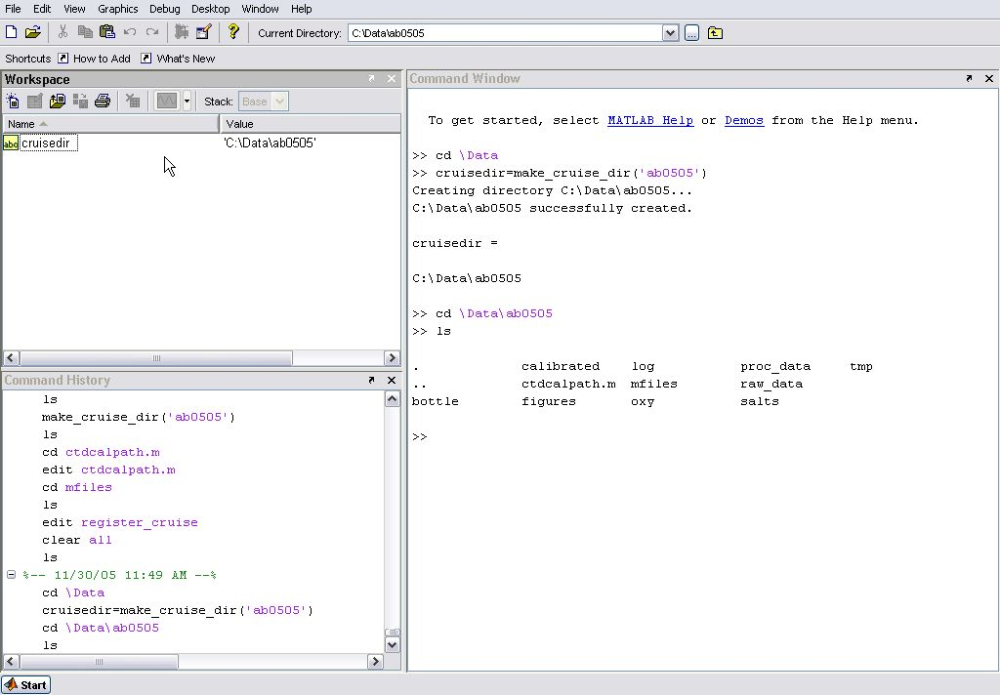 File Edit View Graphics Debug Desktop Window Help
Current Directory: C:\Data\ab0505
Shortcuts How to Add What's New
Workspace
Stack: Base
Name Value
abc cruisedir 'C:\Data\ab0505'
Command History
ls
make_cruise_dir('ab0505')
ls
cd ctdcalpath.m
edit ctdcalpath.m
cd mfiles
ls
edit register_cruise
clear all
ls
%-- 11/30/05 11:49 AM --%
cd \Data
cruisedir=make_cruise_dir('ab0505')
cd \Data\ab0505
ls
Command Window
To get started, select MATLAB Help or Demos from the Help menu.
>> cd \Data
>> cruisedir=make_cruise_dir('ab0505')
Creating directory C:\Data\ab0505...
C:\Data\ab0505 successfully created.
cruisedir =
C:\Data\ab0505
>> cd \Data\ab0505
>> ls
. calibrated log proc_data tmp
.. ctdcalpath.m mfiles raw_data
bottle figures oxy salts
>>
Start